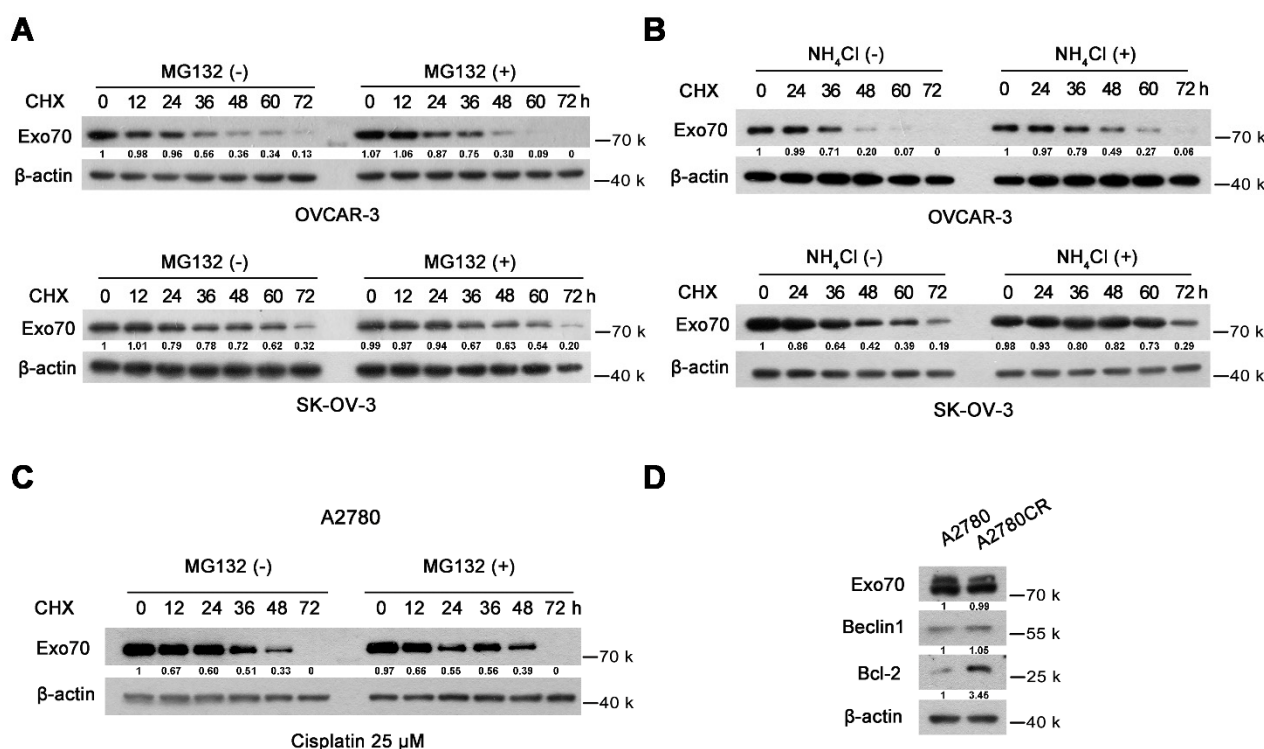 A
MG132 (-) MG132 (+)
CHX 0 12 24 36 48 60 72 0 12 24 36 48 60 72 h
Exo70 —70 k
1 0.98 0.96 0.56 0.36 0.34 0.13 1.07 1.06 0.87 0.75 0.30 0.09 0
β-actin —40 k
OVCAR-3
MG132 (-) MG132 (+)
CHX 0 12 24 36 48 60 72 0 12 24 36 48 60 72 h
Exo70 —70 k
1 1.01 0.79 0.78 0.72 0.62 0.32 0.99 0.97 0.94 0.67 0.63 0.54 0.20
β-actin —40 k
SK-OV-3
B
NH₄Cl (-) NH₄Cl (+)
CHX 0 24 36 48 60 72 0 24 36 48 60 72 h
Exo70 —70 k
1 0.99 0.71 0.20 0.07 0 1 0.97 0.79 0.49 0.27 0.06
β-actin —40 k
OVCAR-3
NH₄Cl (-) NH₄Cl (+)
CHX 0 24 36 48 60 72 0 24 36 48 60 72 h
Exo70 —70 k
1 0.86 0.64 0.42 0.39 0.19 0.98 0.93 0.80 0.82 0.73 0.29
β-actin —40 k
SK-OV-3
C
A2780
MG132 (-) MG132 (+)
CHX 0 12 24 36 48 72 0 12 24 36 48 72 h
Exo70 —70 k
1 0.67 0.60 0.51 0.33 0 0.97 0.66 0.55 0.56 0.39 0
β-actin —40 k
Cisplatin 25 µM
D
A2780 A2780CR
Exo70 —70 k
1 0.99
Beclin1 —55 k
1 1.05
Bcl-2 —25 k
1 3.46
β-actin —40 k